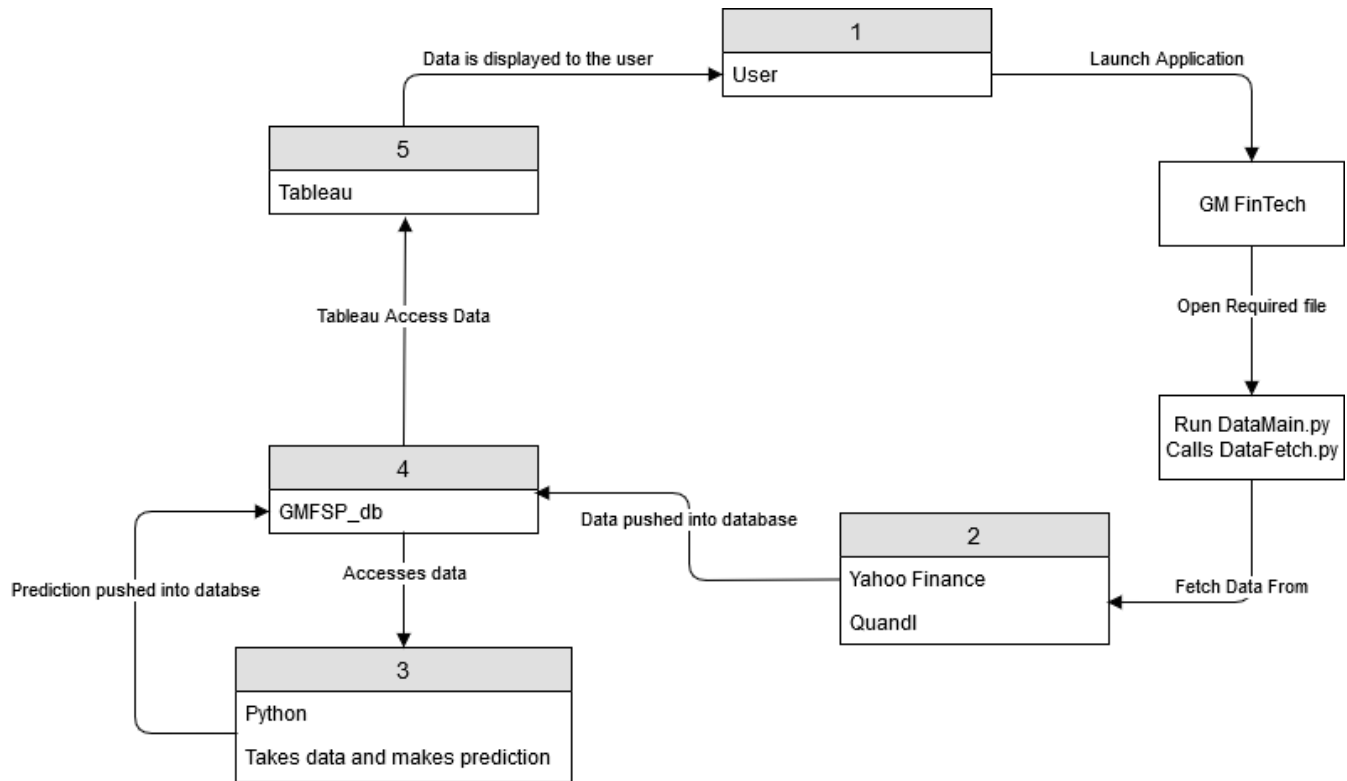 1
User
Data is displayed to the user
Launch Application
5
Tableau
GM FinTech
Tableau Access Data
Open Required file
Run DataMain.py
Calls DataFetch.py
4
GMFSP_db
Data pushed into database
2
Yahoo Finance
Quandl
Fetch Data From
Accesses data
Prediction pushed into databse
3
Python
Takes data and makes prediction